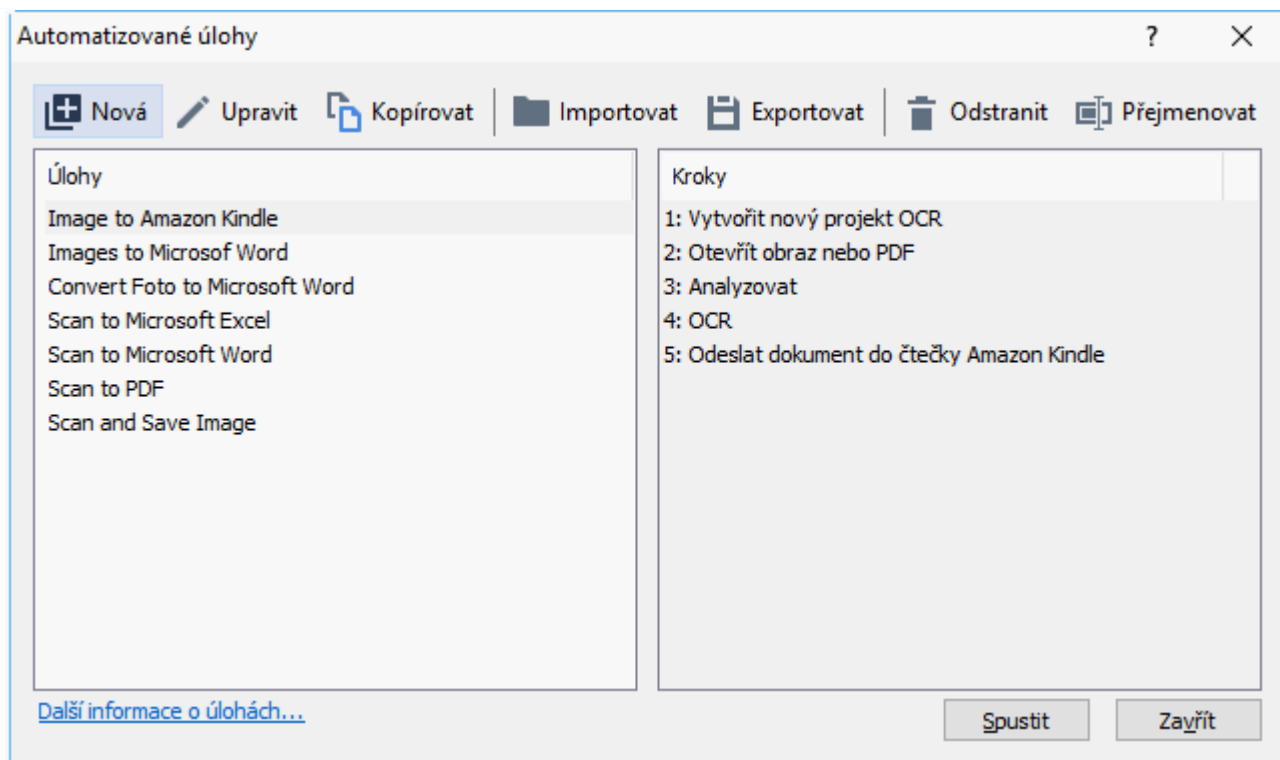 Automatizované úlohy ?
Nová Upravit Kopírovat Importovat Exportovat Odstranit Přejmenovat
Úlohy
Image to Amazon Kindle
Images to Microsof Word
Convert Foto to Microsoft Word
Scan to Microsoft Excel
Scan to Microsoft Word
Scan to PDF
Scan and Save Image
Kroky
1: Vytvořit nový projekt OCR
2: Otevřít obraz nebo PDF
3: Analyzovat
4: OCR
5: Odeslat dokument do čtečky Amazon Kindle
Další informace o úlohách...
Spustit Zavřít